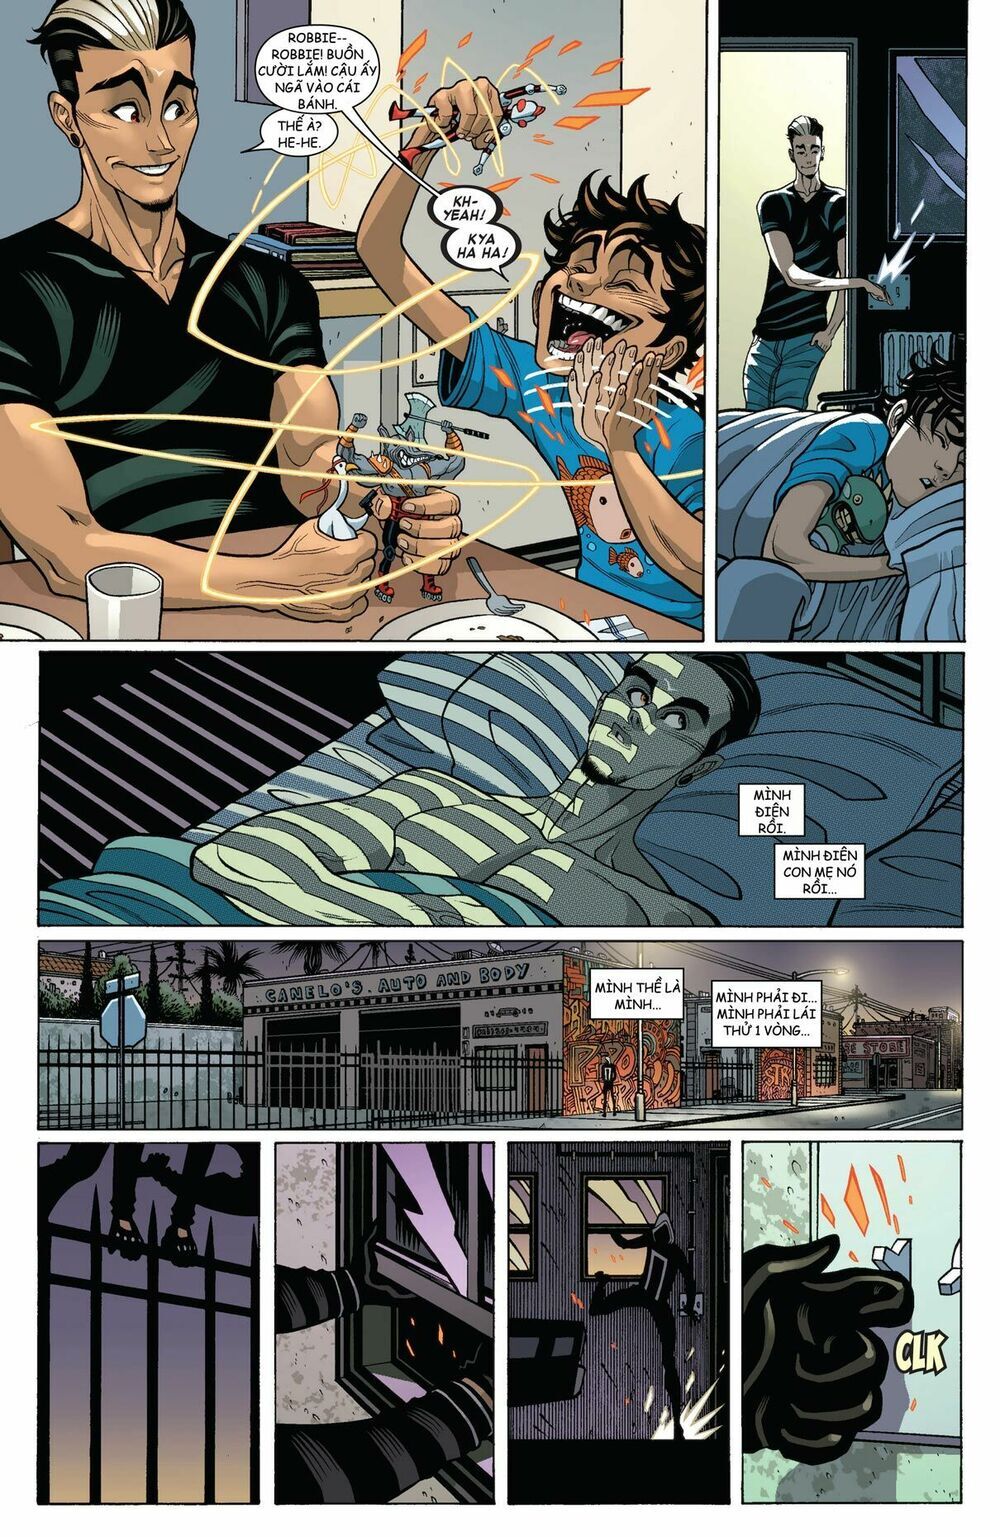 ROBBIE--
ROBBIE! BUỒN
CƯỜI LẮM! CẬU ẤY
NGÃ VÀO CÁI
BÁNH.
THẾ À?
HE-HE.
KH-
YEAH!
KYA
HA HA!
MÌNH
ĐIÊN
RỒI.
MÌNH ĐIÊN
CON MẸ NÓ
RỒI...
CANELO'S AUTO AND BODY
MÌNH THỀ LÀ
MÌNH...
MÌNH PHẢI ĐI...
MÌNH PHẢI LÁI
THỬ 1 VÒNG...
STORE
CLK